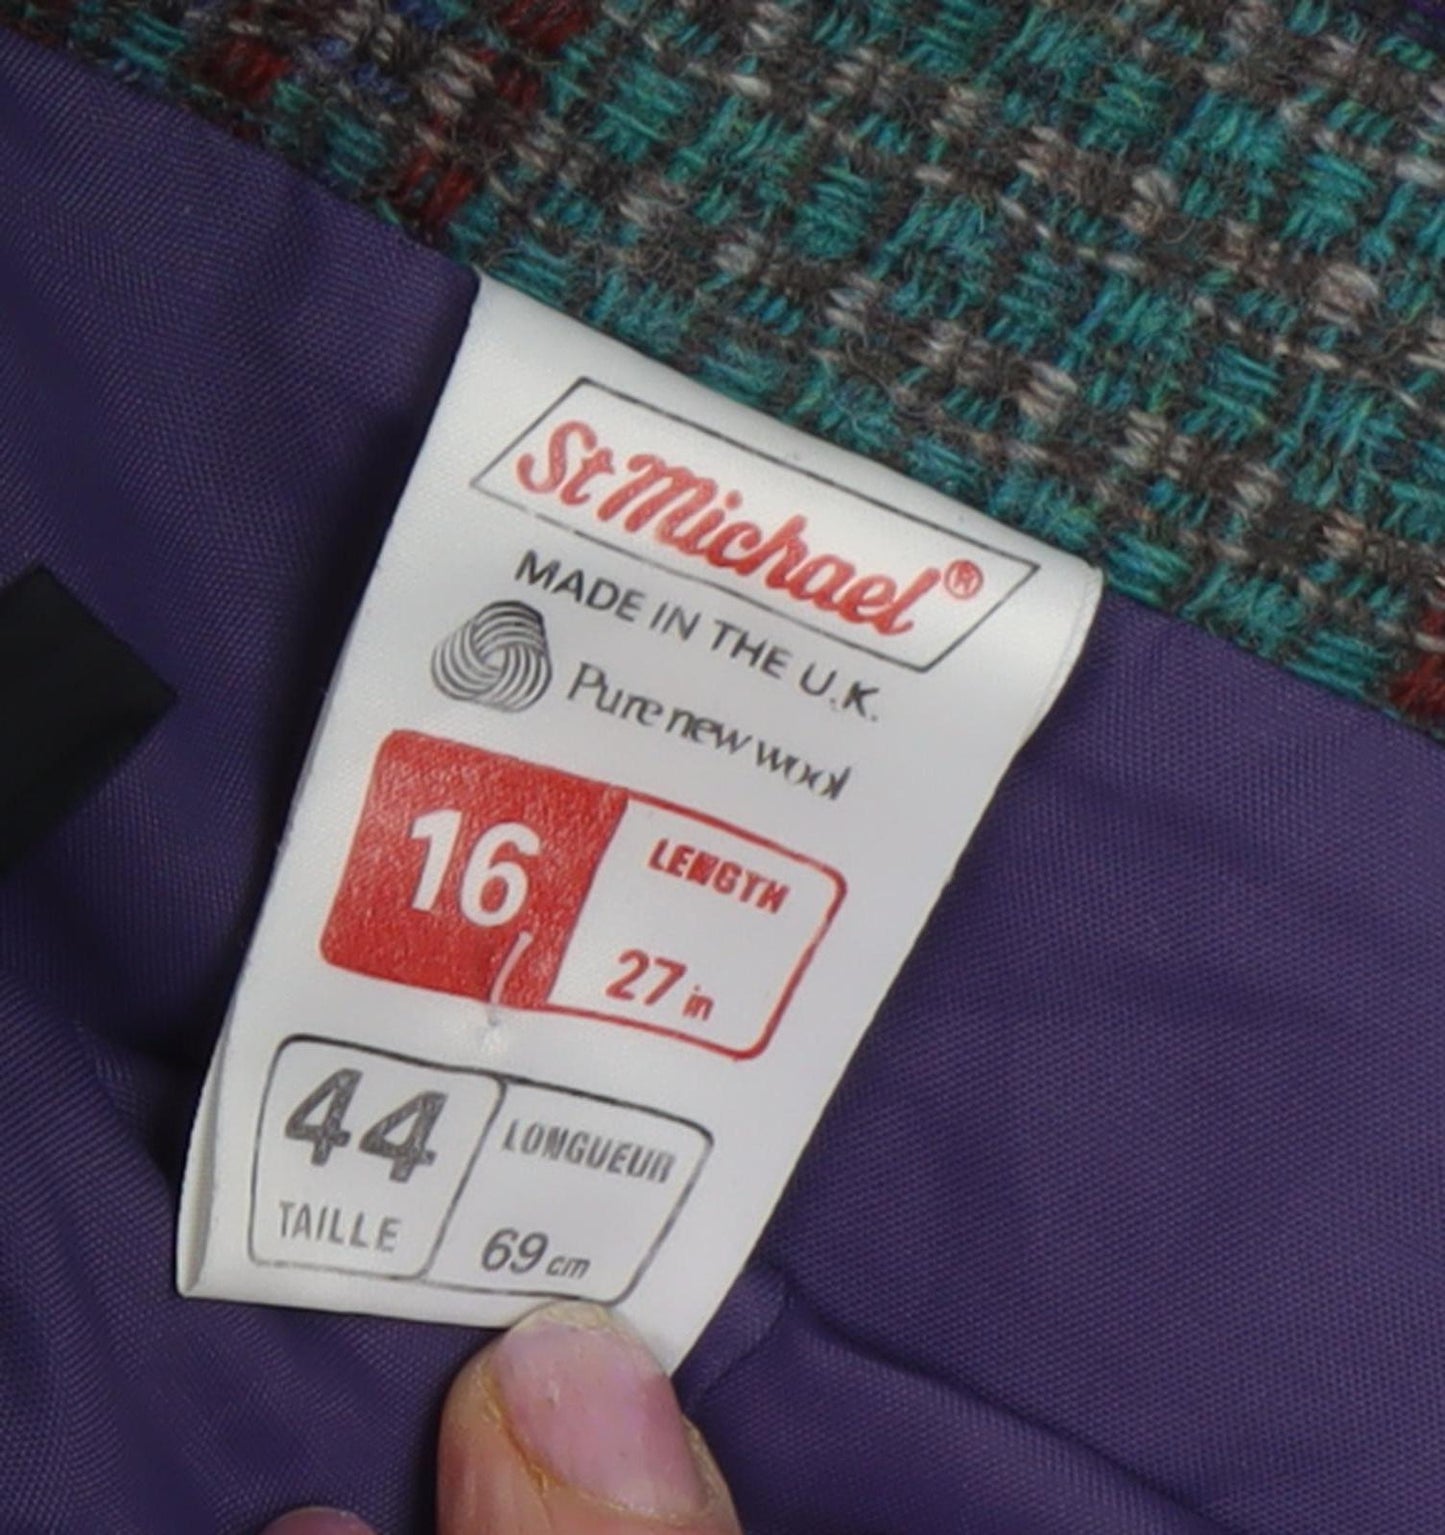 St Michael®
MADE IN THE U.K.
Pure new wool
16
LENGTH
27 in
44
TAILLE
LONGUEUR
69 cm